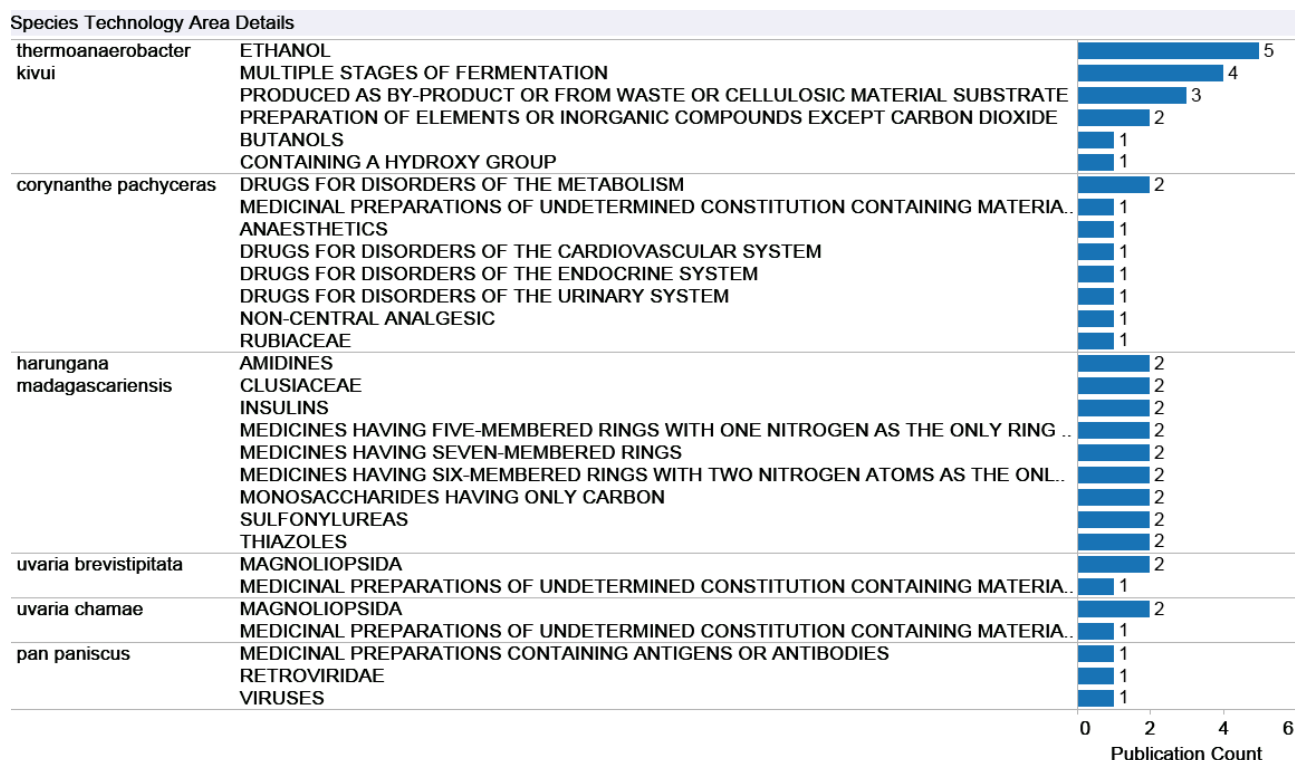 Species Technology Area Details
thermoanaerobacter ETHANOL 5
kivui MULTIPLE STAGES OF FERMENTATION 4
PRODUCED AS BY-PRODUCT OR FROM WASTE OR CELLULOSIC MATERIAL SUBSTRATE 3
PREPARATION OF ELEMENTS OR INORGANIC COMPOUNDS EXCEPT CARBON DIOXIDE 2
BUTANOLS 1
CONTAINING A HYDROXY GROUP 1
corynanthe pachyceras DRUGS FOR DISORDERS OF THE METABOLISM 2
MEDICINAL PREPARATIONS OF UNDETERMINED CONSTITUTION CONTAINING MATERIA.. 1
ANAESTHETICS 1
DRUGS FOR DISORDERS OF THE CARDIOVASCULAR SYSTEM 1
DRUGS FOR DISORDERS OF THE ENDOCRINE SYSTEM 1
DRUGS FOR DISORDERS OF THE URINARY SYSTEM 1
NON-CENTRAL ANALGESIC 1
RUBIACEAE 1
harungana AMIDINES 2
madagascariensis CLUSIACEAE 2
INSULINS 2
MEDICINES HAVING FIVE-MEMBERED RINGS WITH ONE NITROGEN AS THE ONLY RING .. 2
MEDICINES HAVING SEVEN-MEMBERED RINGS 2
MEDICINES HAVING SIX-MEMBERED RINGS WITH TWO NITROGEN ATOMS AS THE ONL.. 2
MONOSACCHARIDES HAVING ONLY CARBON 2
SULFONYLUREAS 2
THIAZOLES 2
uvaria brevistipitata MAGNOLIOPSIDA 2
MEDICINAL PREPARATIONS OF UNDETERMINED CONSTITUTION CONTAINING MATERIA.. 1
uvaria chamae MAGNOLIOPSIDA 2
MEDICINAL PREPARATIONS OF UNDETERMINED CONSTITUTION CONTAINING MATERIA.. 1
pan paniscus MEDICINAL PREPARATIONS CONTAINING ANTIGENS OR ANTIBODIES 1
RETROVIRIDAE 1
VIRUSES 1
0 2 4 6
Publication Count